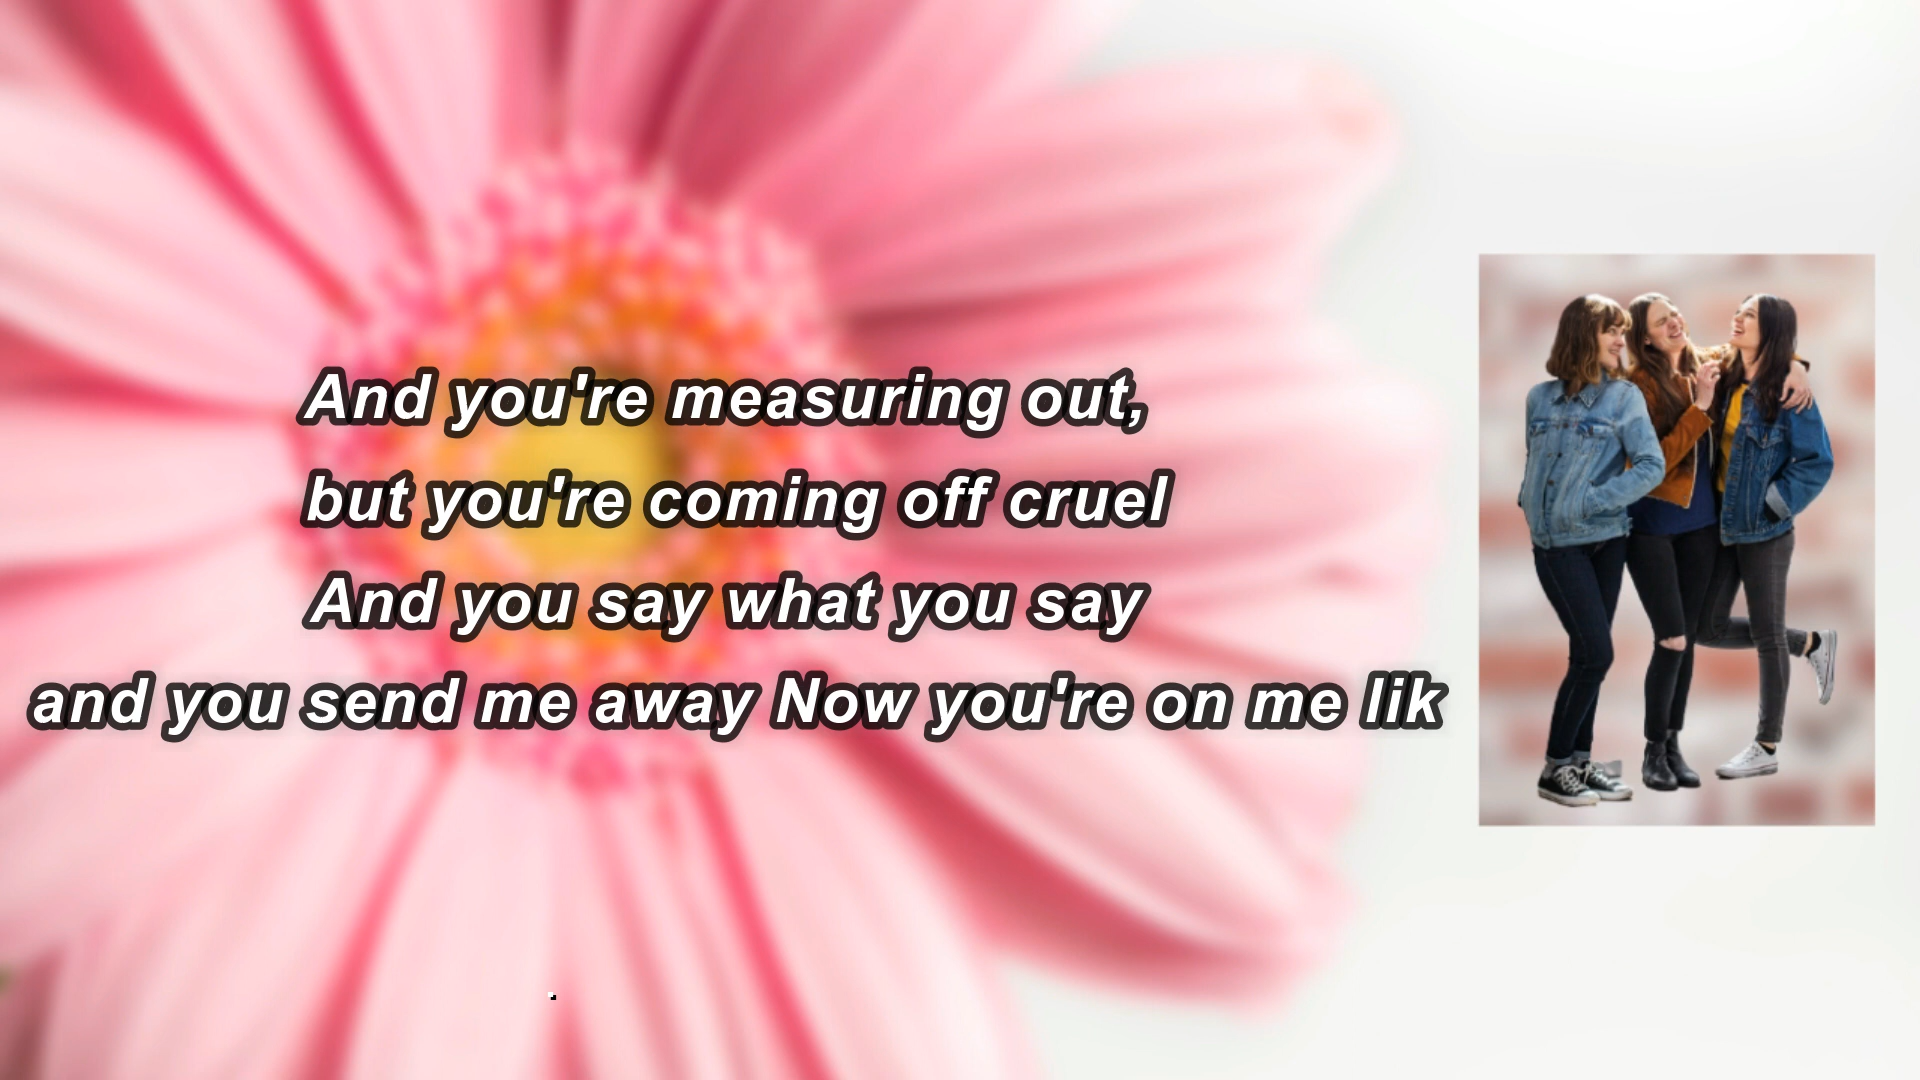 And you're measuring out,
but you're coming off cruel
And you say what you say
and you send me away Now you're on me lik